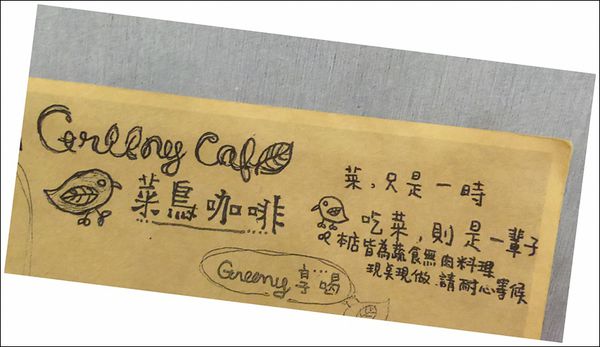 Greeny Café
菜鳥咖啡
菜,只是一時
吃菜,則是一輩子
本店皆為蔬食無肉料理
現點現做 請耐心等候
Greeny 喝